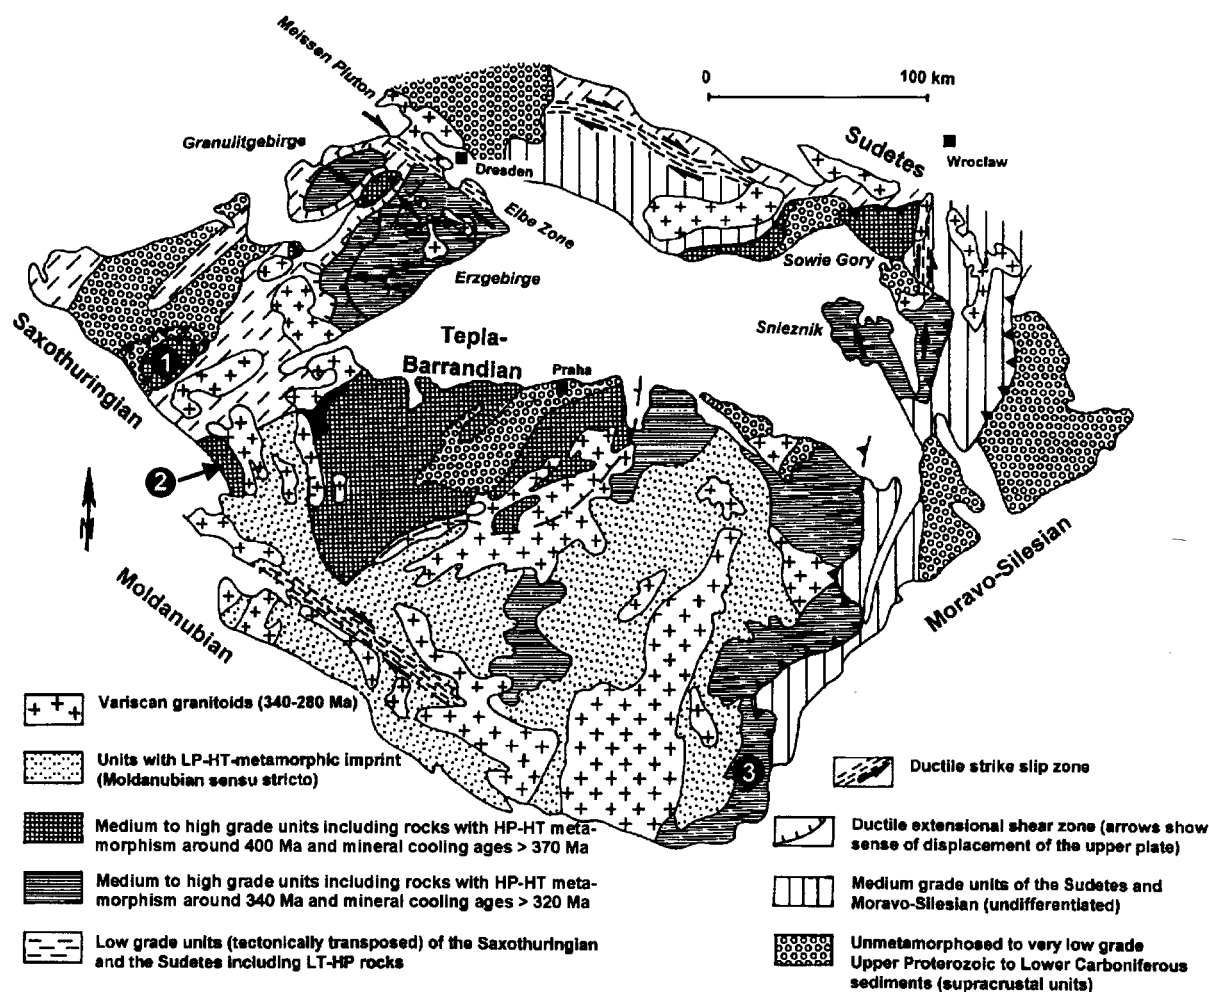 Meissen Pluton
0 100 km
Granulitgebirge
Sudetes
Wroclaw
Dresden
Elbe Zone
Sowie Gory
Erzgebirge
Snieznik
Saxothuringian
1
Tepla-
Barrandian
Praha
2
Moldanubian
Moravo-Silesian
3
Variscan granitoids (340-280 Ma)
Units with LP-HT-metamorphic imprint
(Moldanubian sensu stricto)
Medium to high grade units including rocks with HP-HT meta-
morphism around 400 Ma and mineral cooling ages > 370 Ma
Medium to high grade units including rocks with HP-HT meta-
morphism around 340 Ma and mineral cooling ages > 320 Ma
Low grade units (tectonically transposed) of the Saxothuringian
and the Sudetes including LT-HP rocks
Ductile strike slip zone
Ductile extensional shear zone (arrows show
sense of displacement of the upper plate)
Medium grade units of the Sudetes and
Moravo-Silesian (undifferentiated)
Unmetamorphosed to very low grade
Upper Proterozoic to Lower Carboniferous
sediments (supracrustal units)